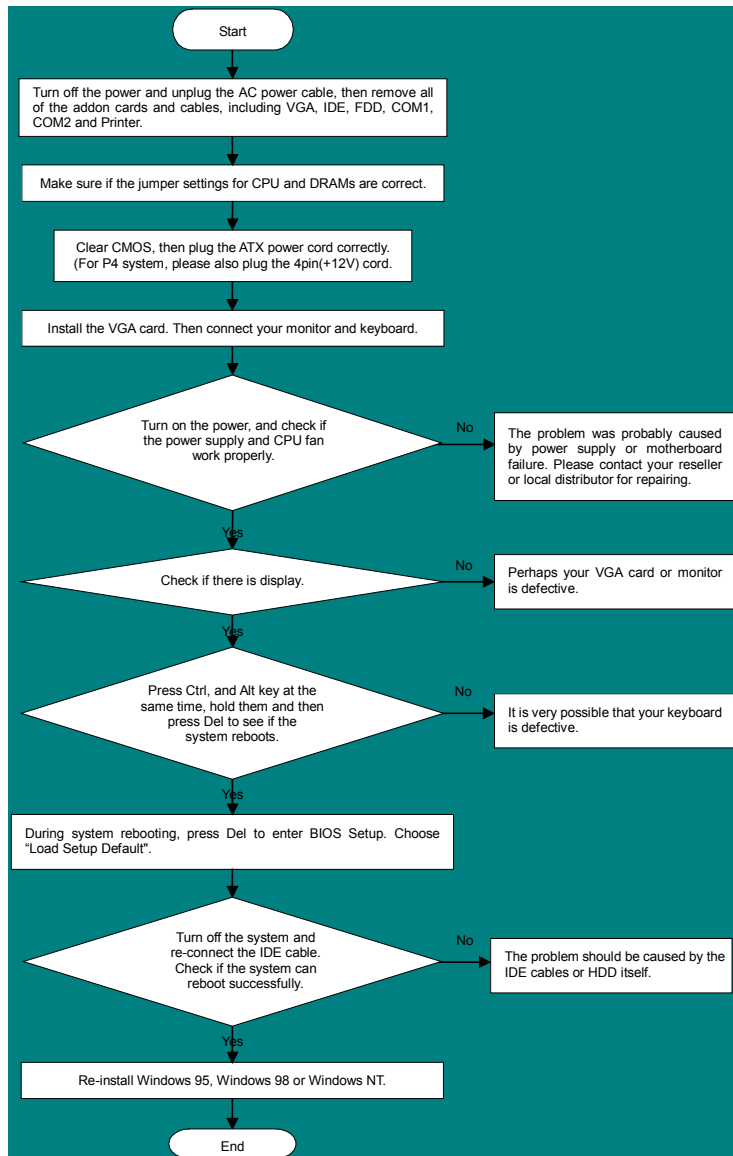 Start
Turn off the power and unplug the AC power cable, then remove all
of the addon cards and cables, including VGA, IDE, FDD, COM1,
COM2 and Printer.
Make sure if the jumper settings for CPU and DRAMs are correct.
Clear CMOS, then plug the ATX power cord correctly.
(For P4 system, please also plug the 4pin(+12V) cord.
Install the VGA card. Then connect your monitor and keyboard.
Turn on the power, and check if
the power supply and CPU fan
work properly.
No
The problem was probably caused
by power supply or motherboard
failure. Please contact your reseller
or local distributor for repairing.
Yes
Check if there is display.
No
Perhaps your VGA card or monitor
is defective.
Yes
Press Ctrl, and Alt key at the
same time, hold them and then
press Del to see if the
system reboots.
No
It is very possible that your keyboard
is defective.
Yes
During system rebooting, press Del to enter BIOS Setup. Choose
“Load Setup Default".
Turn off the system and
re-connect the IDE cable.
Check if the system can
reboot successfully.
No
The problem should be caused by the
IDE cables or HDD itself.
Yes
Re-install Windows 95, Windows 98 or Windows NT.
End